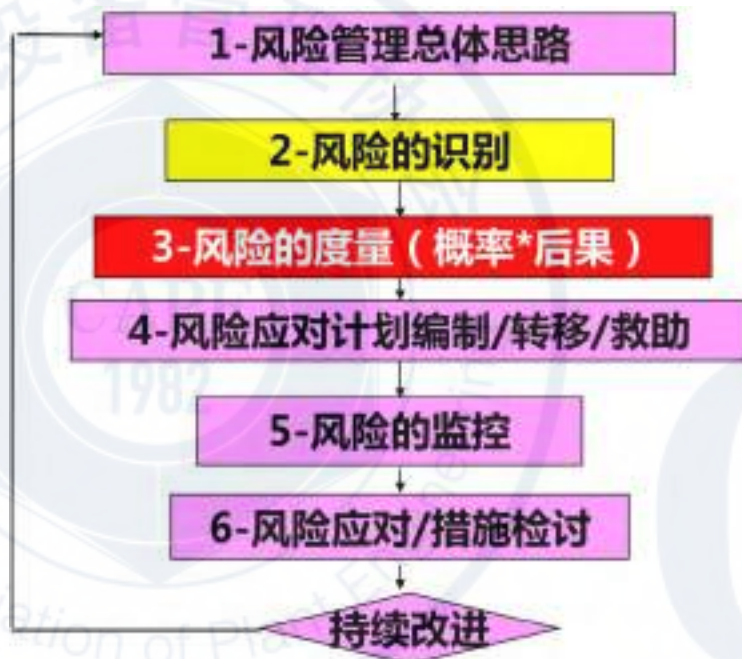 1-风险管理总体思路
2-风险的识别
3-风险的度量（概率*后果）
4-风险应对计划编制/转移/救助
5-风险的监控
6-风险应对/措施检讨
持续改进
1982